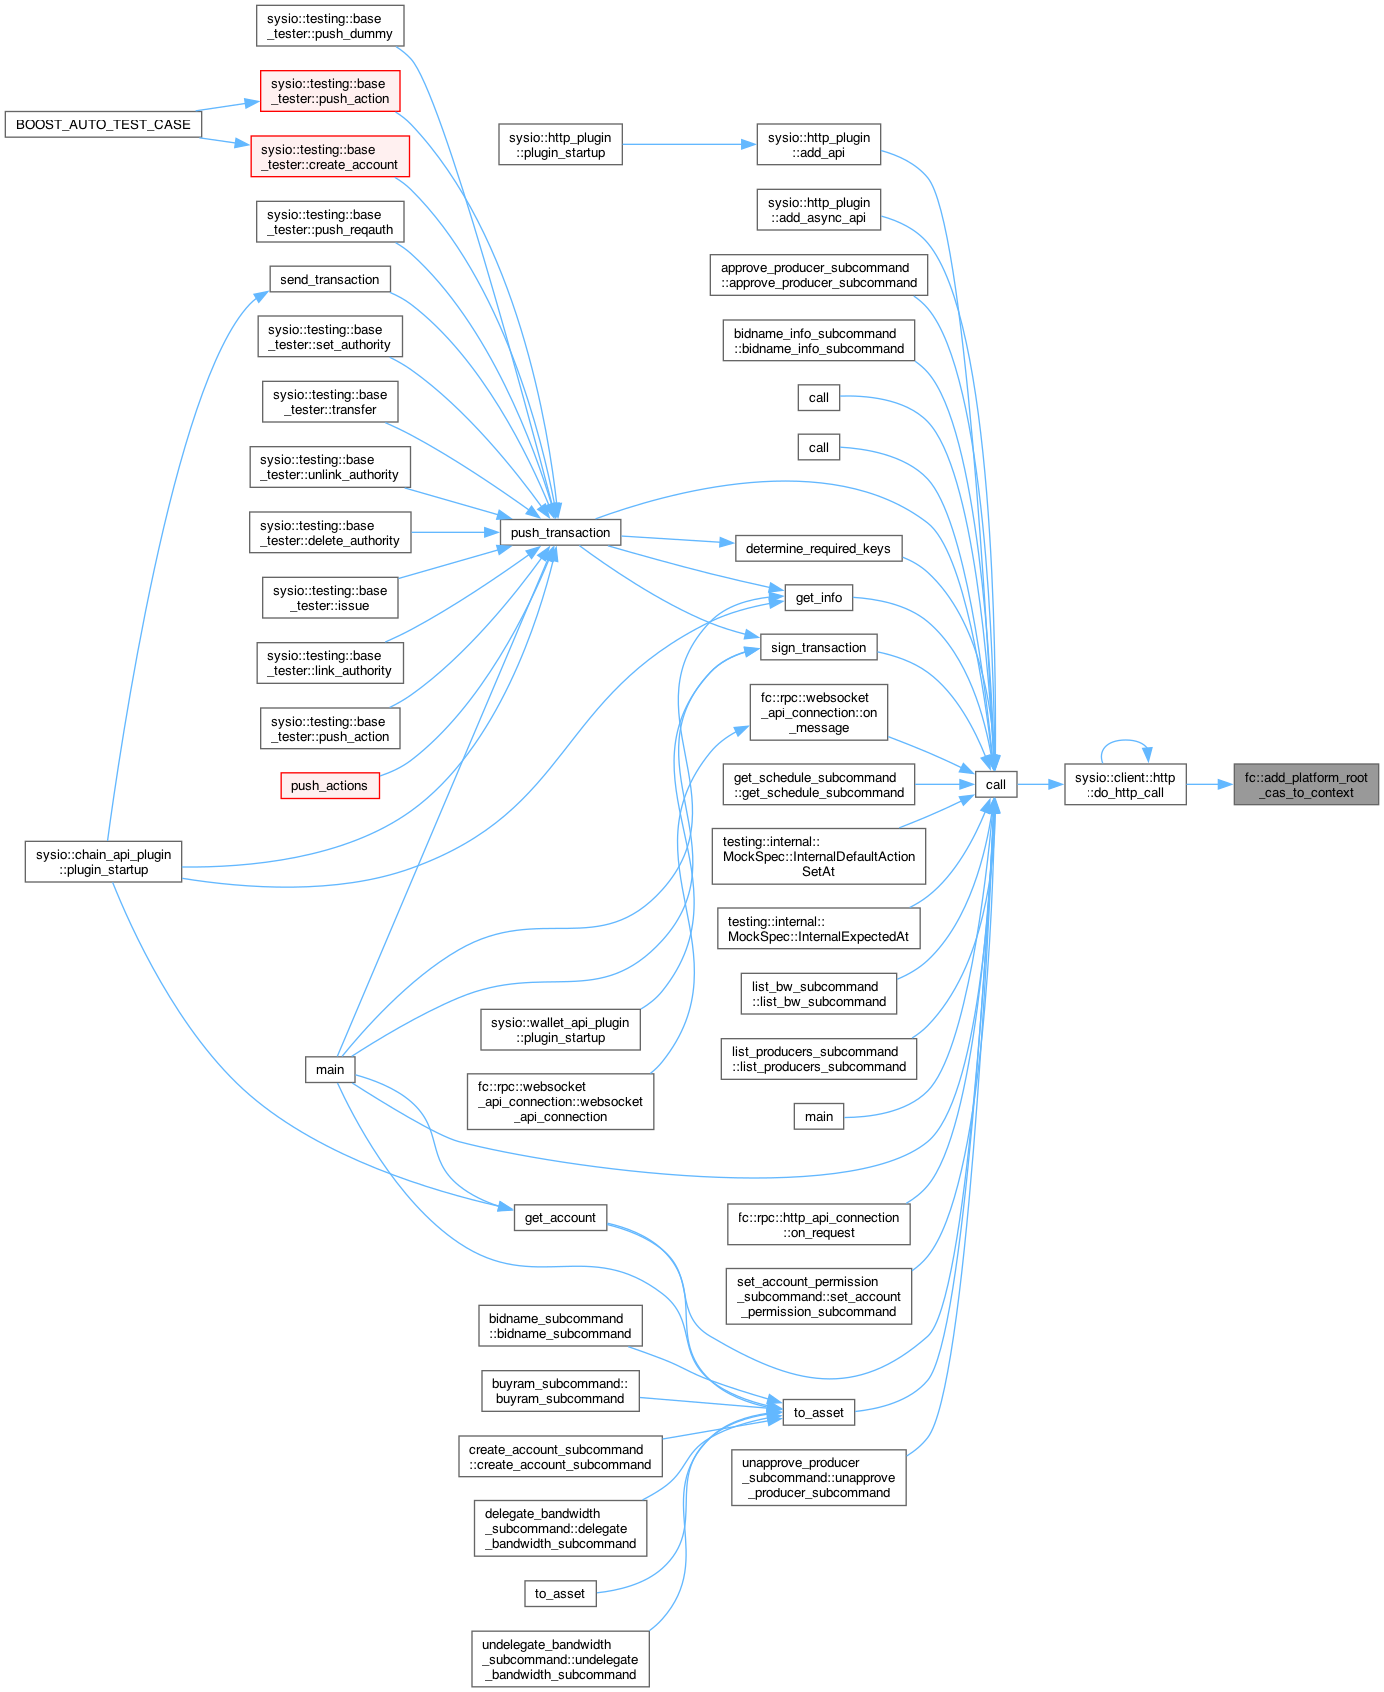 sysio::testing::base
_tester::push_dummy
sysio::testing::base
_tester::push_action
BOOST_AUTO_TEST_CASE
sysio::testing::base
_tester::create_account
sysio::testing::base
_tester::push_reqauth
send_transaction
sysio::testing::base
_tester::set_authority
sysio::testing::base
_tester::transfer
sysio::testing::base
_tester::unlink_authority
sysio::testing::base
_tester::delete_authority
sysio::testing::base
_tester::issue
sysio::testing::base
_tester::link_authority
sysio::testing::base
_tester::push_action
push_actions
sysio::chain_api_plugin
::plugin_startup
main
sysio::http_plugin
::plugin_startup
push_transaction
sysio::wallet_api_plugin
::plugin_startup
fc::rpc::websocket
_api_connection::websocket
_api_connection
get_account
bidname_subcommand
::bidname_subcommand
buyram_subcommand::
buyram_subcommand
create_account_subcommand
::create_account_subcommand
delegate_bandwidth
_subcommand::delegate
_bandwidth_subcommand
to_asset
undelegate_bandwidth
_subcommand::undelegate
_bandwidth_subcommand
sysio::http_plugin
::add_api
sysio::http_plugin
::add_async_api
approve_producer_subcommand
::approve_producer_subcommand
bidname_info_subcommand
::bidname_info_subcommand
call
call
determine_required_keys
get_info
sign_transaction
fc::rpc::websocket
_api_connection::on
_message
get_schedule_subcommand
::get_schedule_subcommand
testing::internal::
MockSpec::InternalDefaultAction
SetAt
testing::internal::
MockSpec::InternalExpectedAt
list_bw_subcommand
::list_bw_subcommand
list_producers_subcommand
::list_producers_subcommand
main
fc::rpc::http_api_connection
::on_request
set_account_permission
_subcommand::set_account
_permission_subcommand
to_asset
unapprove_producer
_subcommand::unapprove
_producer_subcommand
call
sysio::client::http
::do_http_call
fc::add_platform_root
_cas_to_context